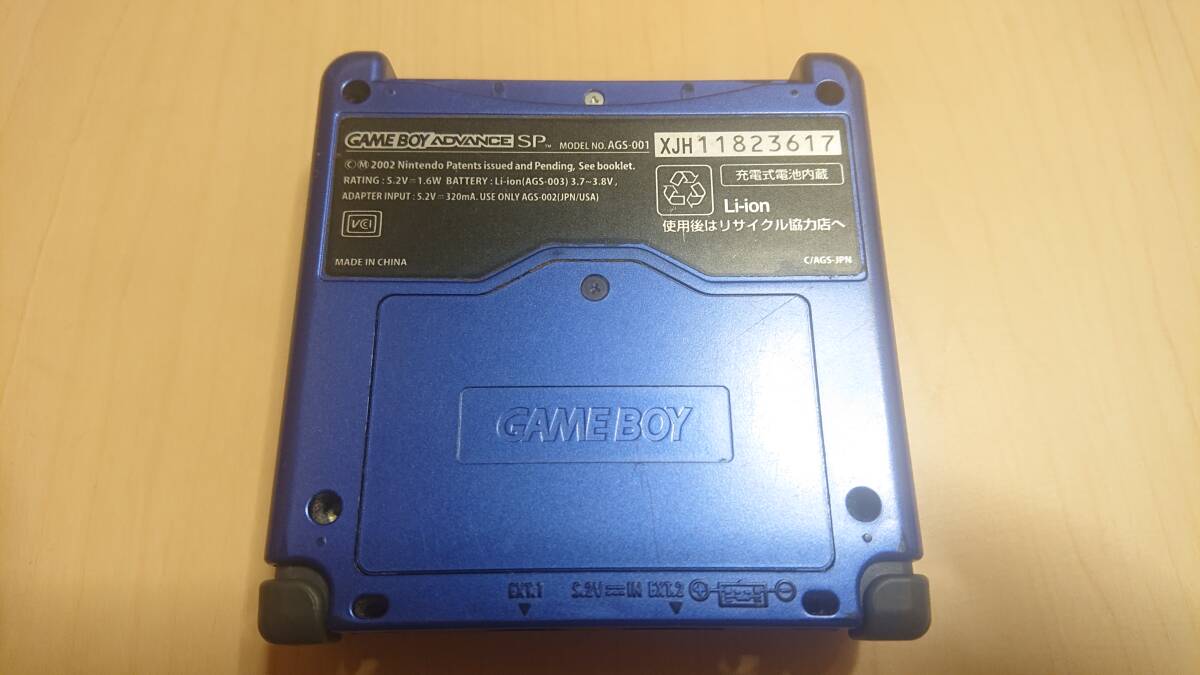 GAME BOY ADVANCE SP™ MODEL NO. AGS-001 XJH11823617
©Ⓜ 2002 Nintendo Patents issued and Pending, See booklet.
RATING : 5.2V⎓1.6W BATTERY : Li-ion(AGS-003) 3.7~3.8V,
ADAPTER INPUT : 5.2V⎓320mA. USE ONLY AGS-002(JPN/USA)
充電式電池内蔵
Li-ion
使用後はリサイクル協力店へ
VCI
MADE IN CHINA
C/AGS-JPN
GAME BOY
EXT.1 5.2V⎓IN EXT.2